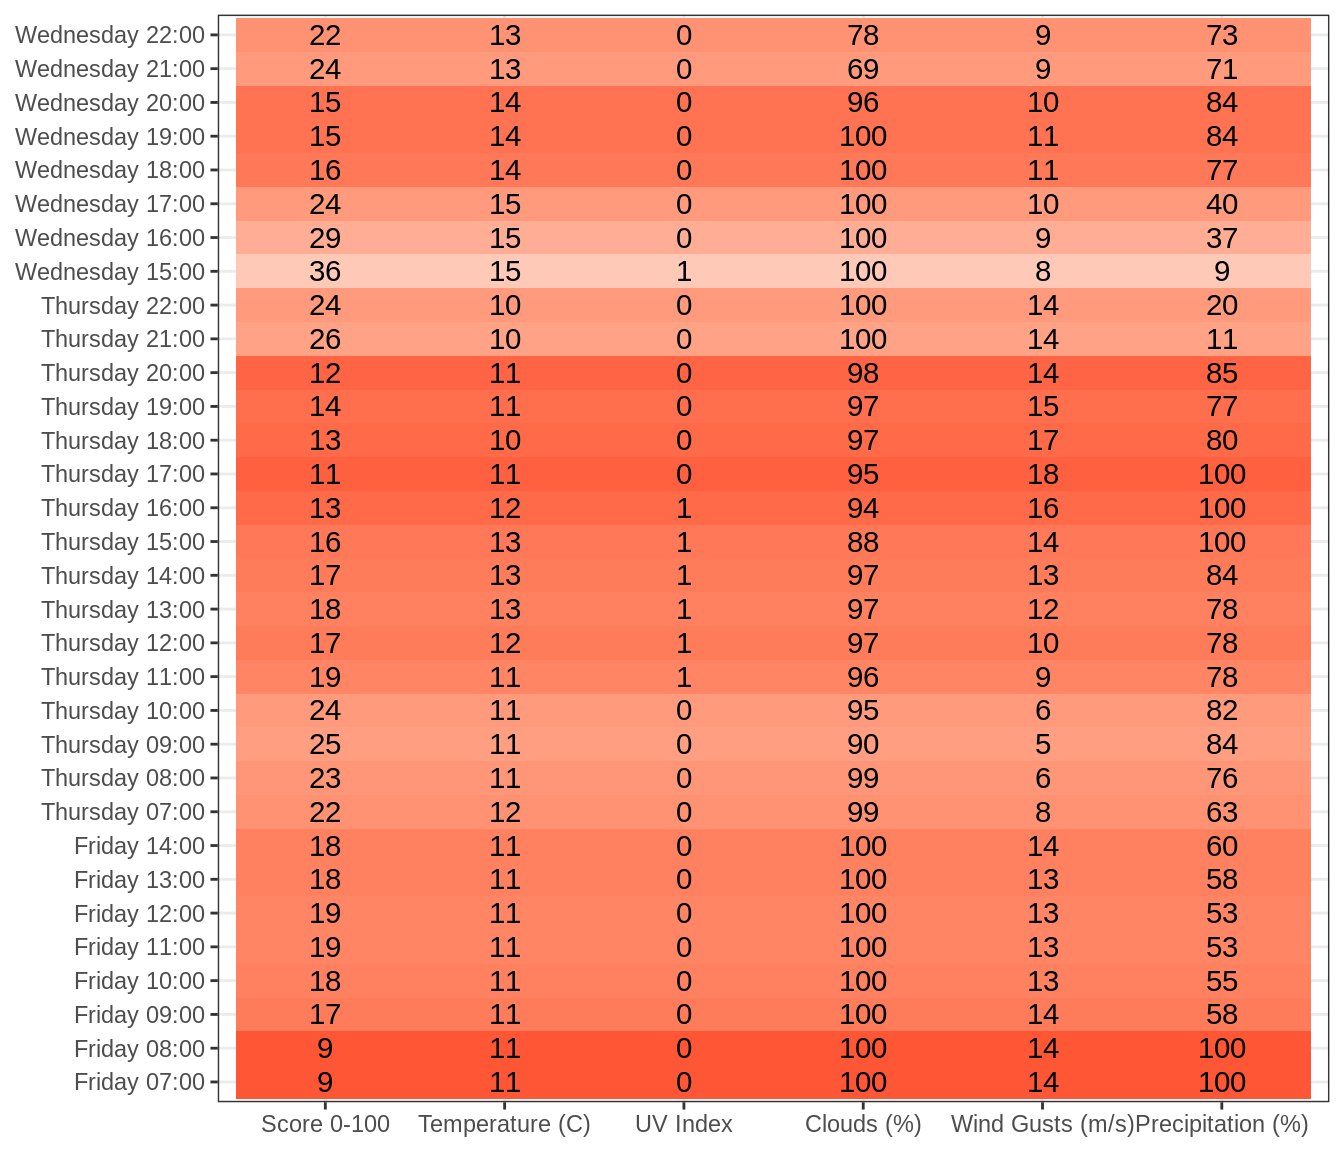 Wednesday 22:00 22 13 0 78 9 73
Wednesday 21:00 24 13 0 69 9 71
Wednesday 20:00 15 14 0 96 10 84
Wednesday 19:00 15 14 0 100 11 84
Wednesday 18:00 16 14 0 100 11 77
Wednesday 17:00 24 15 0 100 10 40
Wednesday 16:00 29 15 0 100 9 37
Wednesday 15:00 36 15 1 100 8 9
Thursday 22:00 24 10 0 100 14 20
Thursday 21:00 26 10 0 100 14 11
Thursday 20:00 12 11 0 98 14 85
Thursday 19:00 14 11 0 97 15 77
Thursday 18:00 13 10 0 97 17 80
Thursday 17:00 11 11 0 95 18 100
Thursday 16:00 13 12 1 94 16 100
Thursday 15:00 16 13 1 88 14 100
Thursday 14:00 17 13 1 97 13 84
Thursday 13:00 18 13 1 97 12 78
Thursday 12:00 17 12 1 97 10 78
Thursday 11:00 19 11 1 96 9 78
Thursday 10:00 24 11 0 95 6 82
Thursday 09:00 25 11 0 90 5 84
Thursday 08:00 23 11 0 99 6 76
Thursday 07:00 22 12 0 99 8 63
Friday 14:00 18 11 0 100 14 60
Friday 13:00 18 11 0 100 13 58
Friday 12:00 19 11 0 100 13 53
Friday 11:00 19 11 0 100 13 53
Friday 10:00 18 11 0 100 13 55
Friday 09:00 17 11 0 100 14 58
Friday 08:00 9 11 0 100 14 100
Friday 07:00 9 11 0 100 14 100
Score 0-100 Temperature (C) UV Index Clouds (%) Wind Gusts (m/s) Precipitation (%)